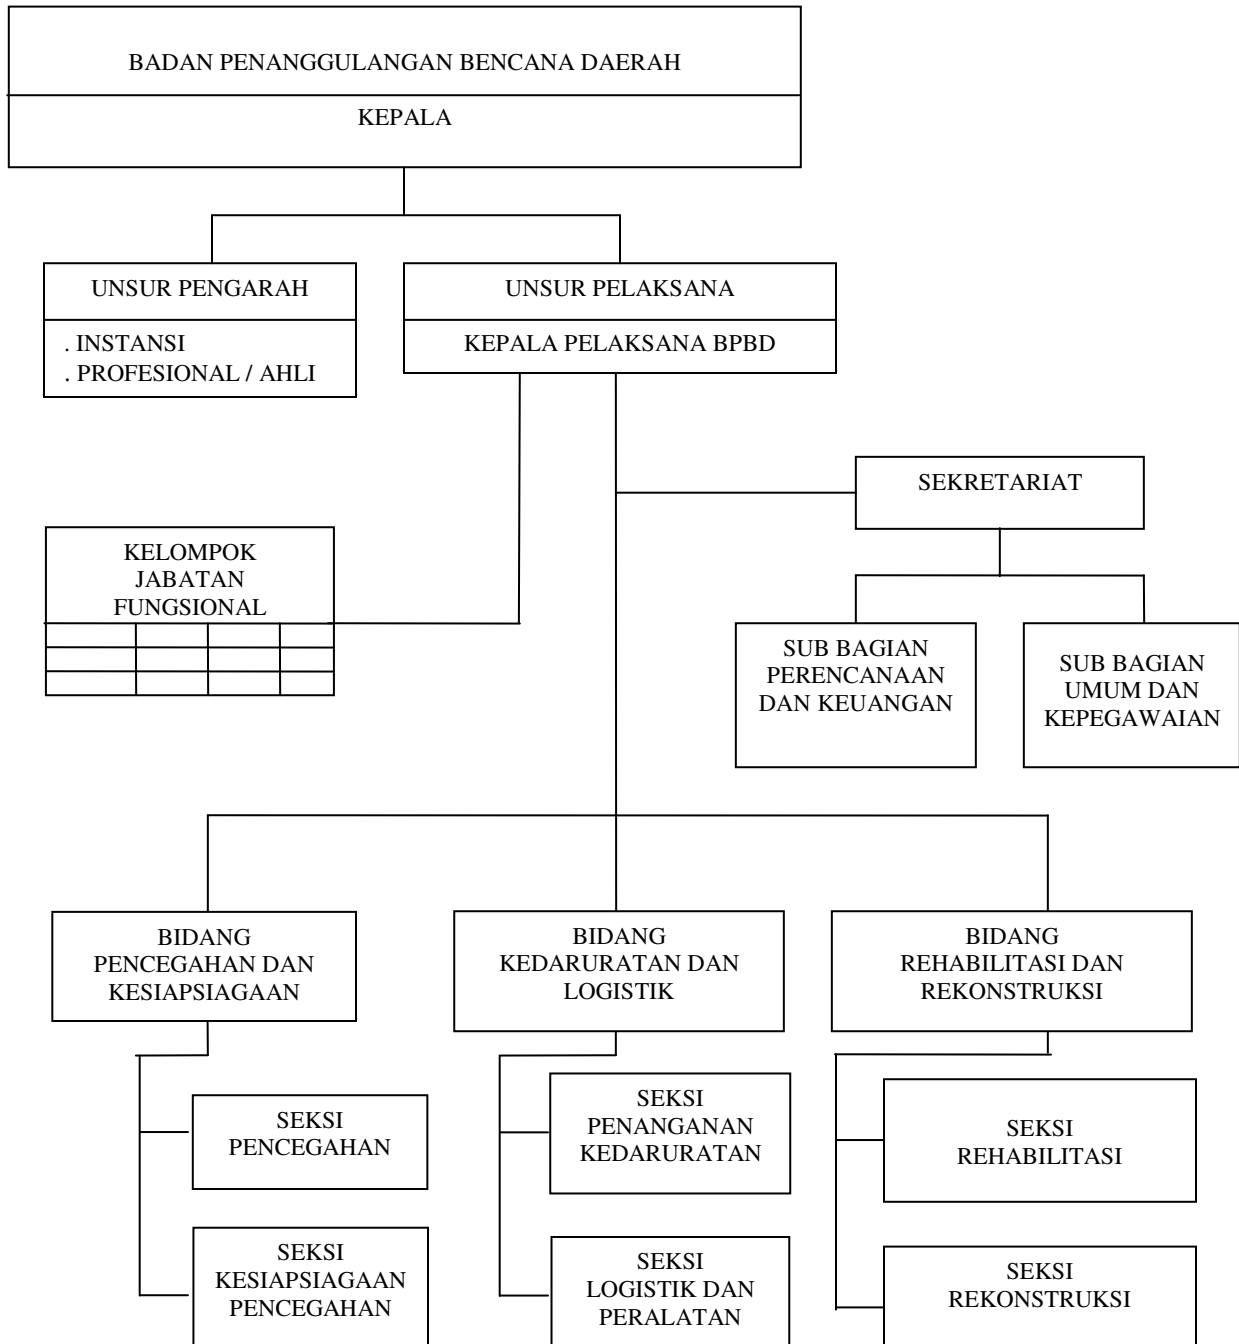 BADAN PENANGGULANGAN BENCANA DAERAH
KEPALA
UNSUR PENGARAH
. INSTANSI
. PROFESIONAL / AHLI
UNSUR PELAKSANA
KEPALA PELAKSANA BPBD
SEKRETARIAT
KELOMPOK
JABATAN
FUNGSIONAL
SUB BAGIAN
PERENCANAAN
DAN KEUANGAN
SUB BAGIAN
UMUM DAN
KEPEGAWAIAN
BIDANG
PENCEGAHAN DAN
KESIAPSIAGAAN
BIDANG
KEDARURATAN DAN
LOGISTIK
BIDANG
REHABILITASI DAN
REKONSTRUKSI
SEKSI
PENCEGAHAN
SEKSI
PENANGANAN
KEDARURATAN
SEKSI
REHABILITASI
SEKSI
KESIAPSIAGAAN
PENCEGAHAN
SEKSI
LOGISTIK DAN
PERALATAN
SEKSI
REKONSTRUKSI